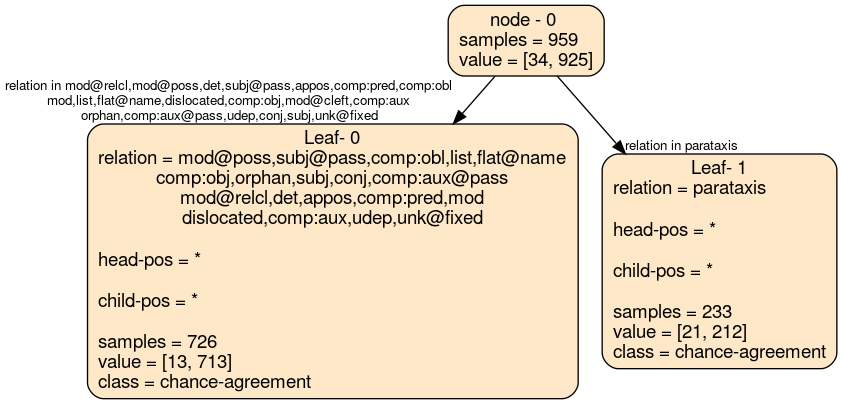 node - 0
samples = 959
value = [34, 925]
relation in mod@relcl,mod@poss,det,subj@pass,appos,comp:pred,comp:obl
mod,list,flat@name,dislocated,comp:obj,mod@cleft,comp:aux
orphan,comp:aux@pass,udep,conj,subj,unk@fixed
relation in parataxis
Leaf- 0
relation = mod@poss,subj@pass,comp:obl,list,flat@name
comp:obj,orphan,subj,conj,comp:aux@pass
mod@relcl,det,appos,comp:pred,mod
dislocated,comp:aux,udep,unk@fixed
head-pos = *
child-pos = *
samples = 726
value = [13, 713]
class = chance-agreement
Leaf- 1
relation = parataxis
head-pos = *
child-pos = *
samples = 233
value = [21, 212]
class = chance-agreement